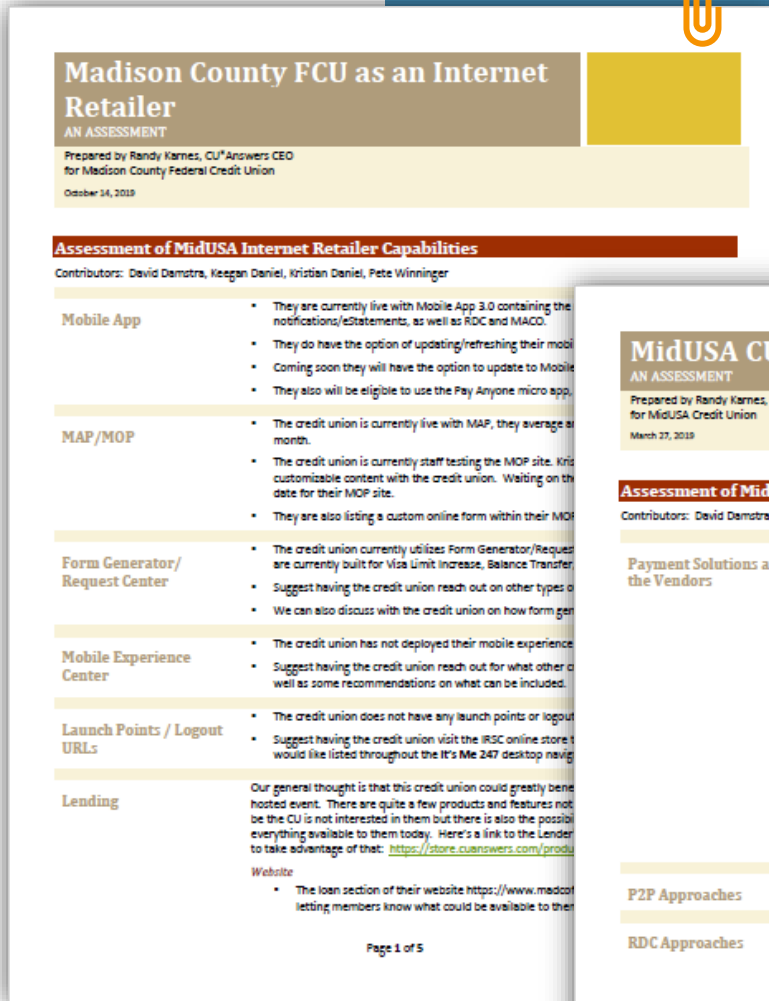 Madison County FCU as an Internet
Retailer
AN ASSESSMENT
Prepared by Randy Karnes, CU*Answers CEO
for Madison County Federal Credit Union
October 14, 2019
Assessment of MidUSA Internet Retailer Capabilities
Contributors: David Damstra, Keegan Daniel, Kristian Daniel, Pete Winninger
Mobile App
▪ They are currently live with Mobile App 3.0 containing the
notifications/eStatements, as well as RDC and MACO.
▪ They do have the option of updating/refreshing their mobi
▪ Coming soon they will have the option to update to Mobile
▪ They also will be eligible to use the Pay Anyone micro app,
MAP/MOP
▪ The credit union is currently live with MAP, they average a
month.
▪ The credit union is currently staff testing the MOP site. Kris
customizable content with the credit union. Waiting on the
date for their MOP site.
▪ They are also listing a custom online form within their MOP
Form Generator/
Request Center
▪ The credit union currently utilizes Form Generator/Reques
are currently built for Visa Limit Increase, Balance Transfer,
▪ Suggest having the credit union reach out on other types o
▪ We can also discuss with the credit union on how form gen
Mobile Experience
Center
▪ The credit union has not deployed their mobile experience
▪ Suggest having the credit union reach out for what other c
well as some recommendations on what can be included.
Launch Points / Logout
URLs
▪ The credit union does not have any launch points or logout
▪ Suggest having the credit union visit the IRSC online store t
would like listed throughout the It's Me 247 desktop navig
Lending
Our general thought is that this credit union could greatly bene
hosted event. There are quite a few products and features not
be the CU is not interested in them but there is also the possibi
everything available to them today. Here's a link to the Lender
to take advantage of that: https://store.cuanswers.com/produ
Website
▪ The loan section of their website https://www.madcof
letting members know what could be available to then
Page 1 of 5
MidUSA CU
AN ASSESSMENT
Prepared by Randy Karnes,
for MidUSA Credit Union
March 27, 2019
Assessment of Mid
Contributors: David Damstra
Payment Solutions a
the Vendors
P2P Approaches
RDC Approaches